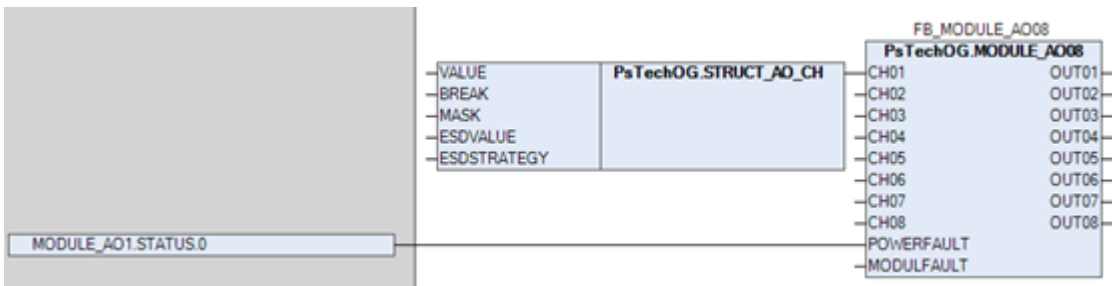 FB_MODULE_AO08
PsTechOG.MODULE_AO08
VALUE PsTechOG.STRUCT_AO_CH CH01 OUT01
BREAK CH02 OUT02
MASK CH03 OUT03
ESDVALUE CH04 OUT04
ESDSTRATEGY CH05 OUT05
CH06 OUT06
CH07 OUT07
CH08 OUT08
MODULE_AO1.STATUS.0 POWERFAULT
MODULFAULT